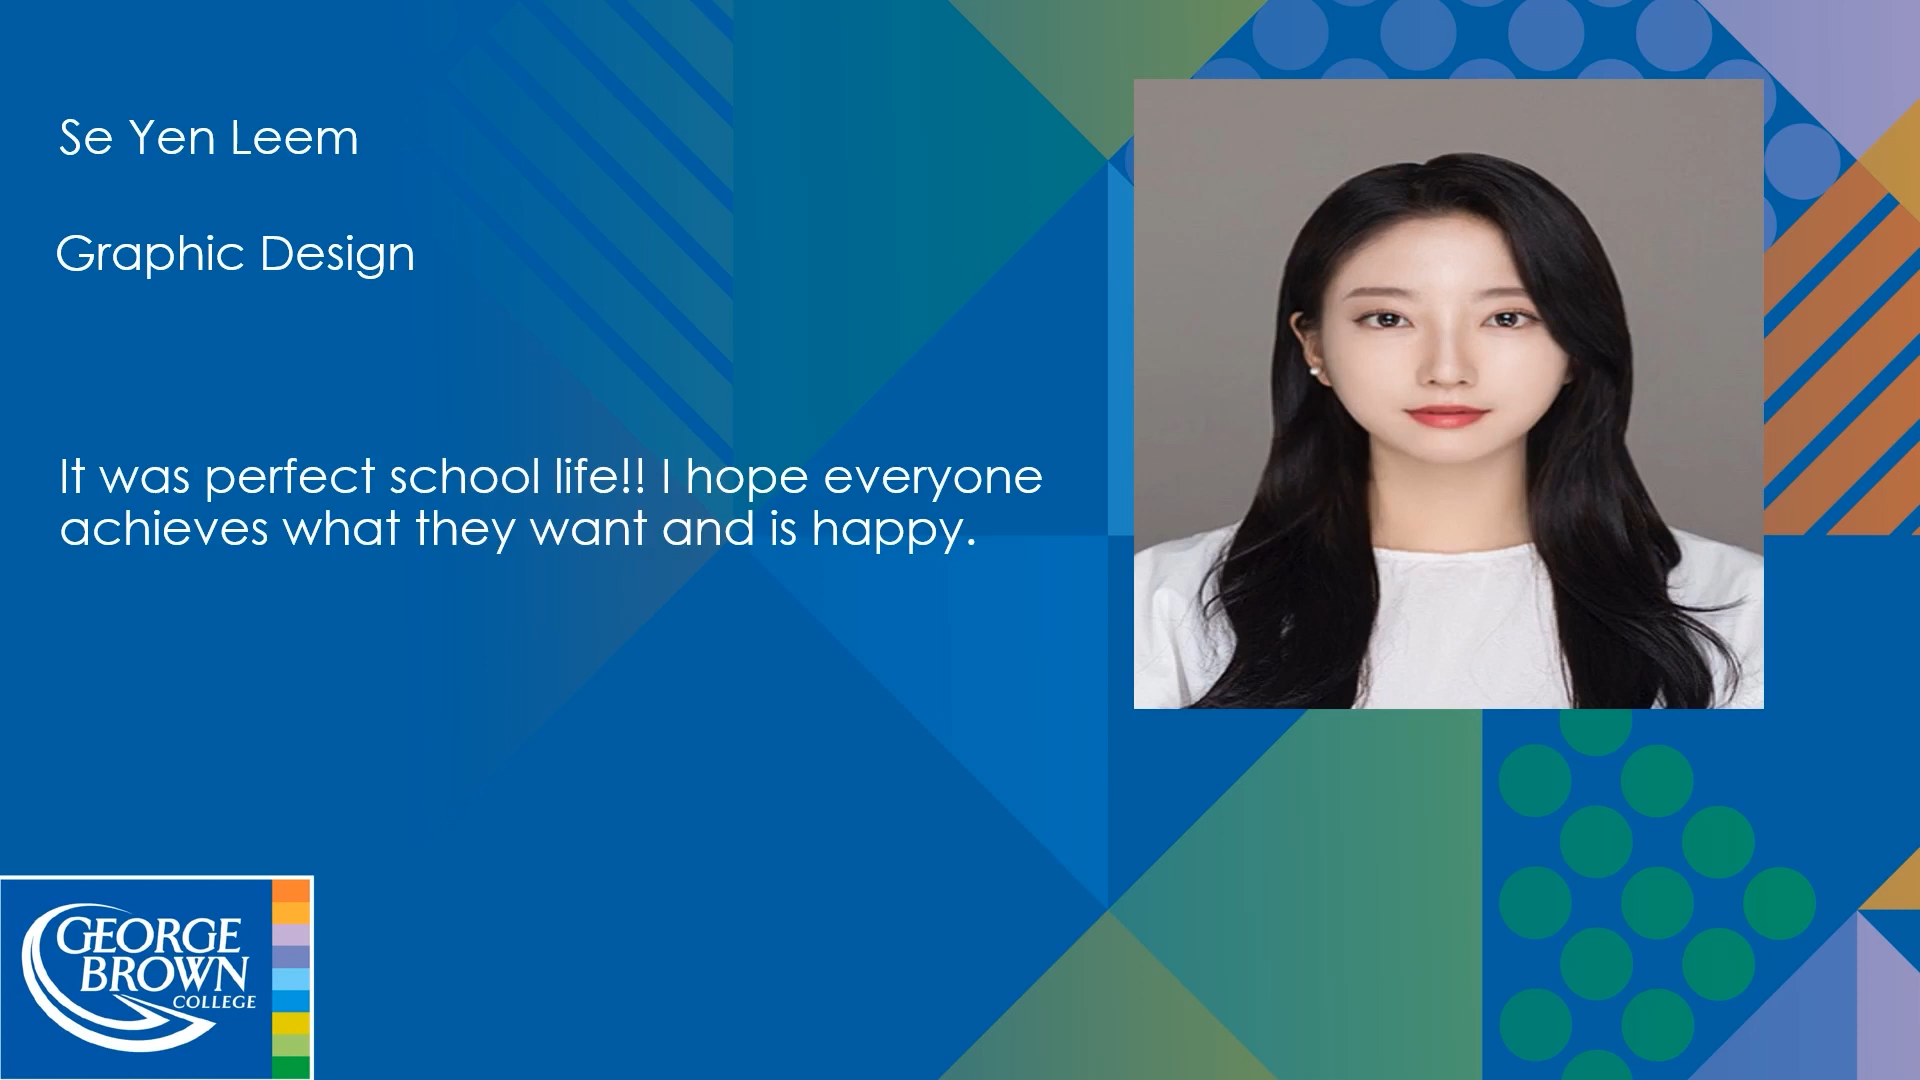 Se Yen Leem
Graphic Design
It was perfect school life!! I hope everyone
achieves what they want and is happy.
GEORGE
BROWN
COLLEGE